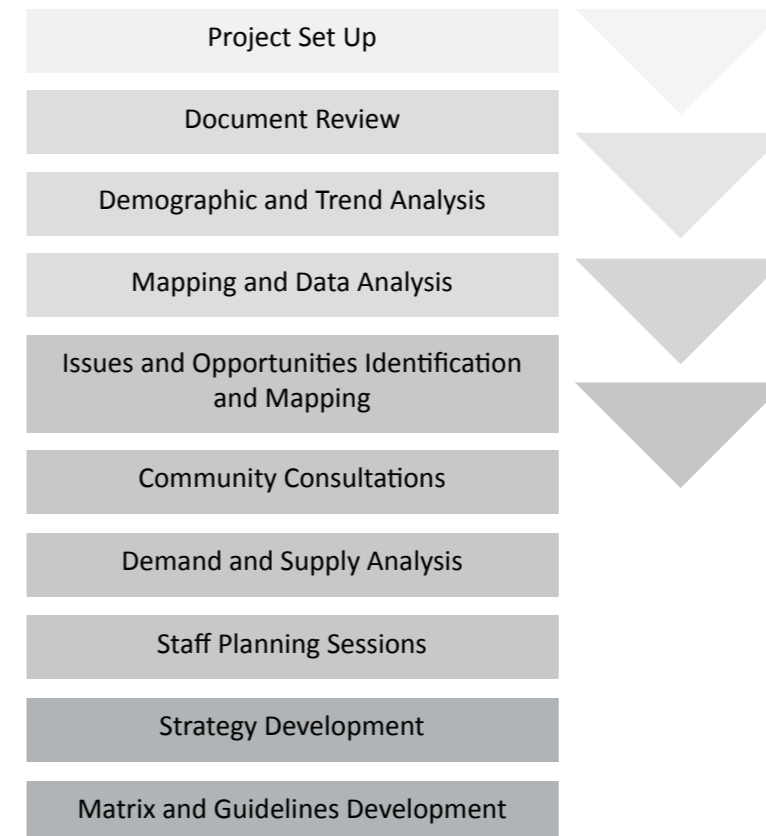 Project Set Up
Document Review
Demographic and Trend Analysis
Mapping and Data Analysis
Issues and Opportunities Identification
and Mapping
Community Consultations
Demand and Supply Analysis
Staff Planning Sessions
Strategy Development
Matrix and Guidelines Development